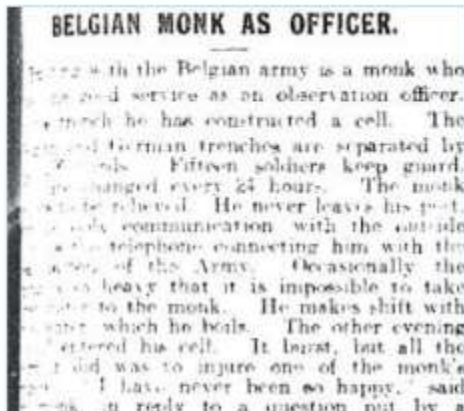 BELGIAN MONK AS OFFICER.
with the Belgian army is a monk who
service as an observation officer.
he has constructed a cell. The
German trenches are separated by
Fifteen soldiers keep guard.
changed every 24 hours. The monk
relieved. He never leaves his post.
communication with the outside
telephone connecting him with the
of the Army. Occasionally the
heavy that it is impossible to take
to the monk. He makes shift with
which he boils. The other evening
entered his cell. It burst, but all the
did was to injure one of the monk's
I have never been so happy," said
in reply to a question put by a